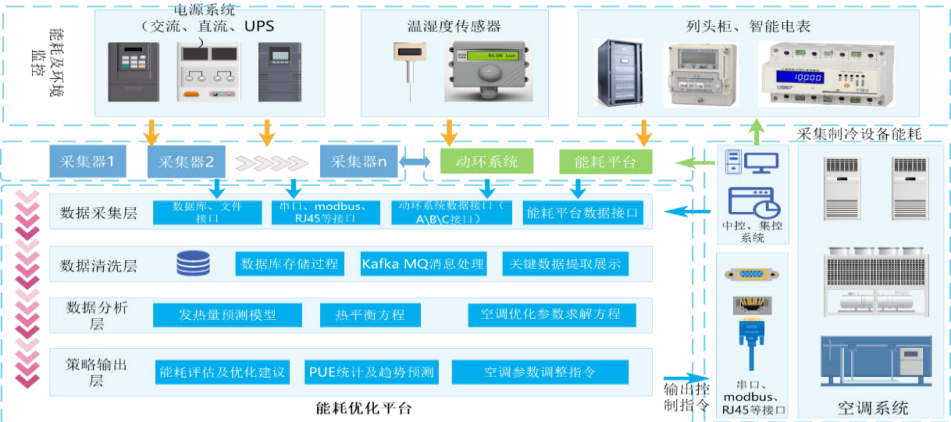 电源系统
（交流、直流、UPS
）
温湿度传感器
列头柜、智能电表
能耗及环境
监控
采集制冷设备能耗
采集器1
采集器2
采集器n
动环系统
能耗平台
数据采集层
数据库、文件
接口
串口、modbus、
RJ45等接口
动环系统数据接口（
A\B\C接口）
能耗平台数据接口
中控、集控
系统
数据清洗层
数据库存储过程
Kafka MQ消息处理
关键数据提取展示
数据分析
层
发热量预测模型
热平衡方程
空调优化参数求解方程
策略输出
层
能耗评估及优化建议
PUE统计及趋势预测
空调参数调整指令
能耗优化平台
输出控
制指令
串口、
modbus、
RJ45等接口
空调系统